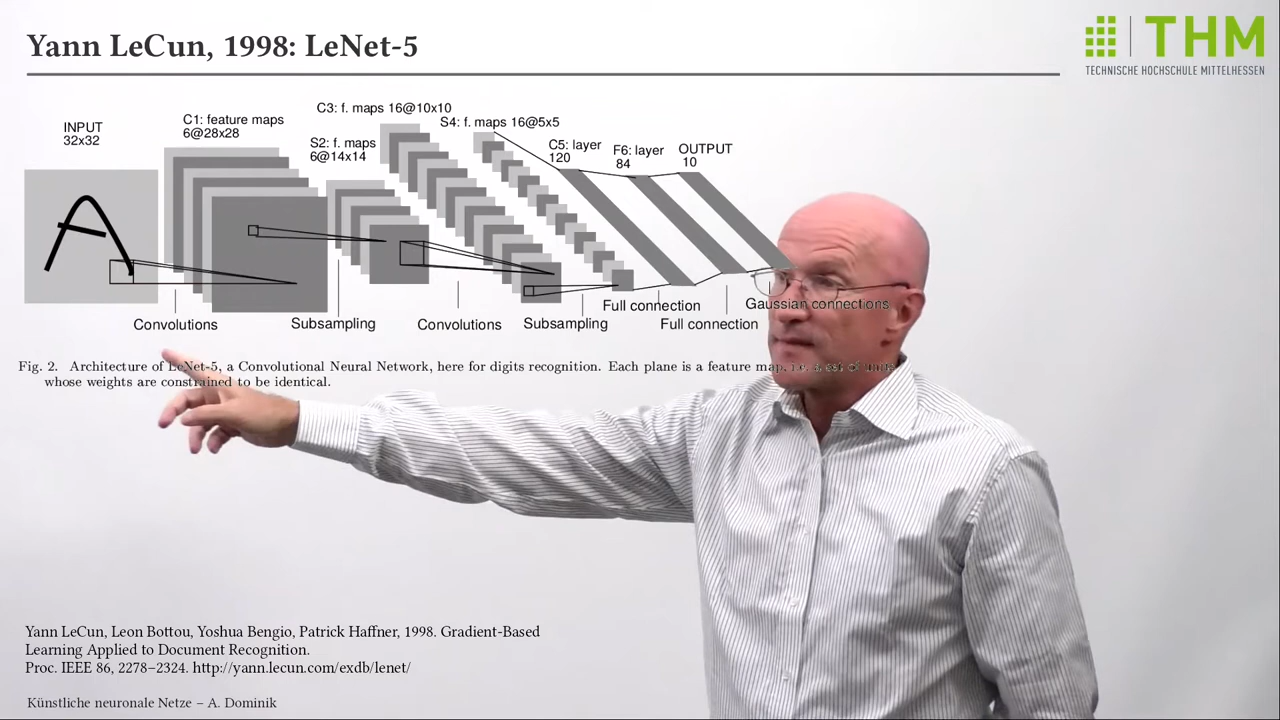 Yann LeCun, 1998: LeNet-5
THM
TECHNISCHE HOCHSCHULE MITTELHESSEN
INPUT
32x32
C1: feature maps
6@28x28
S2: f. maps
6@14x14
C3: f. maps 16@10x10
S4: f. maps 16@5x5
C5: layer
120
F6: layer
84
OUTPUT
10
A
Convolutions
Subsampling
Convolutions
Subsampling
Full connection
Full connection
Gaussian connections
Fig. 2. Architecture of LeNet-5, a Convolutional Neural Network, here for digits recognition. Each plane is a feature map, i.e. a set of units
whose weights are constrained to be identical.
Yann LeCun, Leon Bottou, Yoshua Bengio, Patrick Haffner, 1998. Gradient-Based
Learning Applied to Document Recognition.
Proc. IEEE 86, 2278–2324. http://yann.lecun.com/exdb/lenet/
Künstliche neuronale Netze – A. Dominik